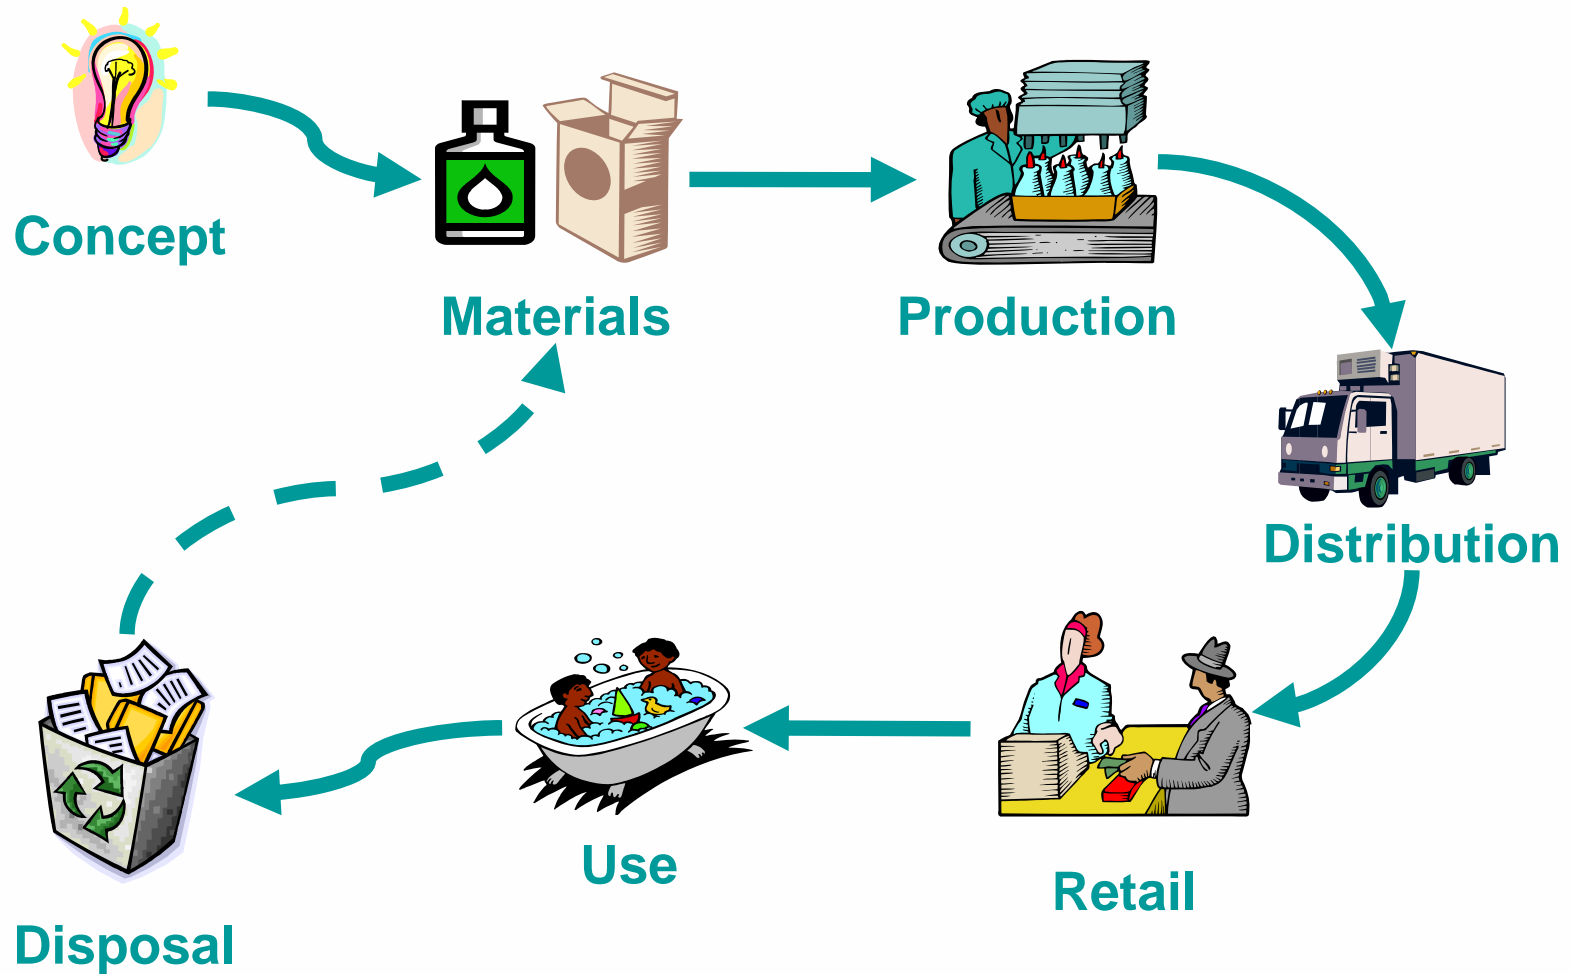 Concept
Materials
Production
Distribution
Retail
Use
Disposal